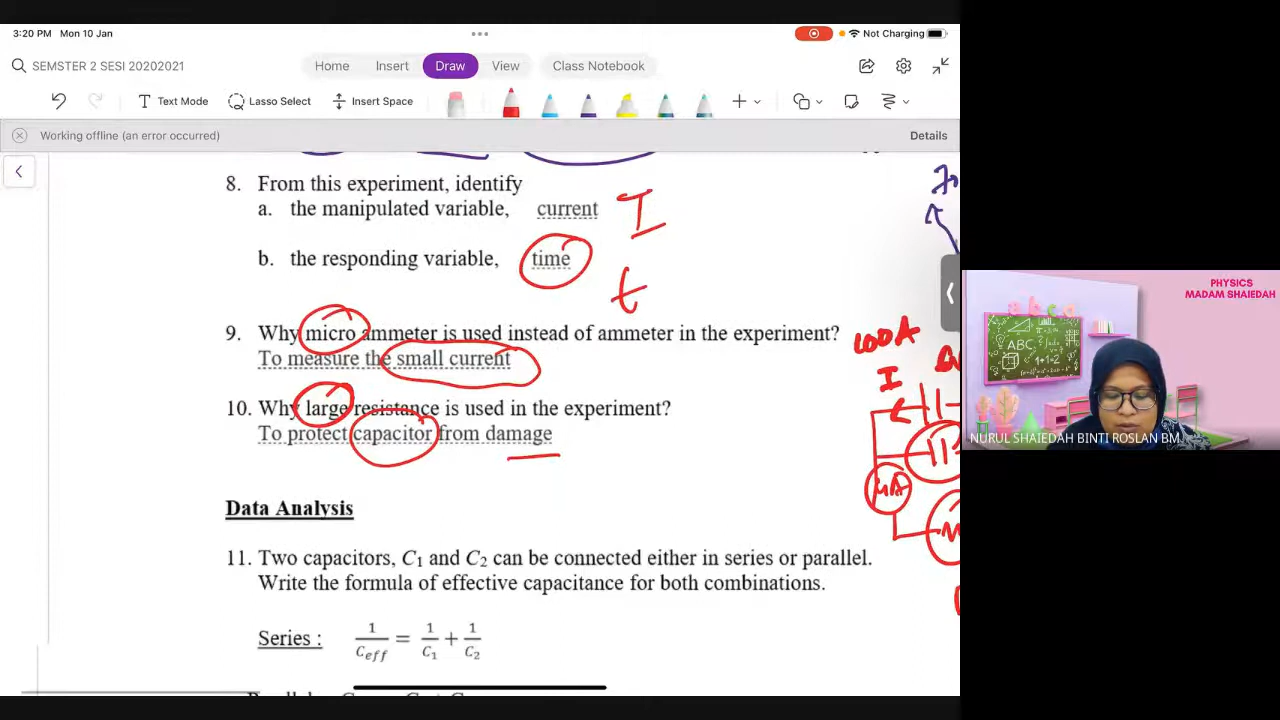 3:20 PM Mon 10 Jan
Not Charging
SEMSTER 2 SESI 20202021
Home Insert Draw View Class Notebook
Text Mode Lasso Select Insert Space
Working offline (an error occurred) Details
8. From this experiment, identify
a. the manipulated variable, current I
b. the responding variable, time
t
9. Why micro ammeter is used instead of ammeter in the experiment?
To measure the small current
10. Why large resistance is used in the experiment?
To protect capacitor from damage
100A
I
μA
Data Analysis
11. Two capacitors, C1 and C2 can be connected either in series or parallel.
Write the formula of effective capacitance for both combinations.
Series : 1/Ceff = 1/C1 + 1/C2
PHYSICS
MADAM SHAIEDAH
ABC
1+1=2
NURUL SHAIEDAH BINTI ROSLAN BM